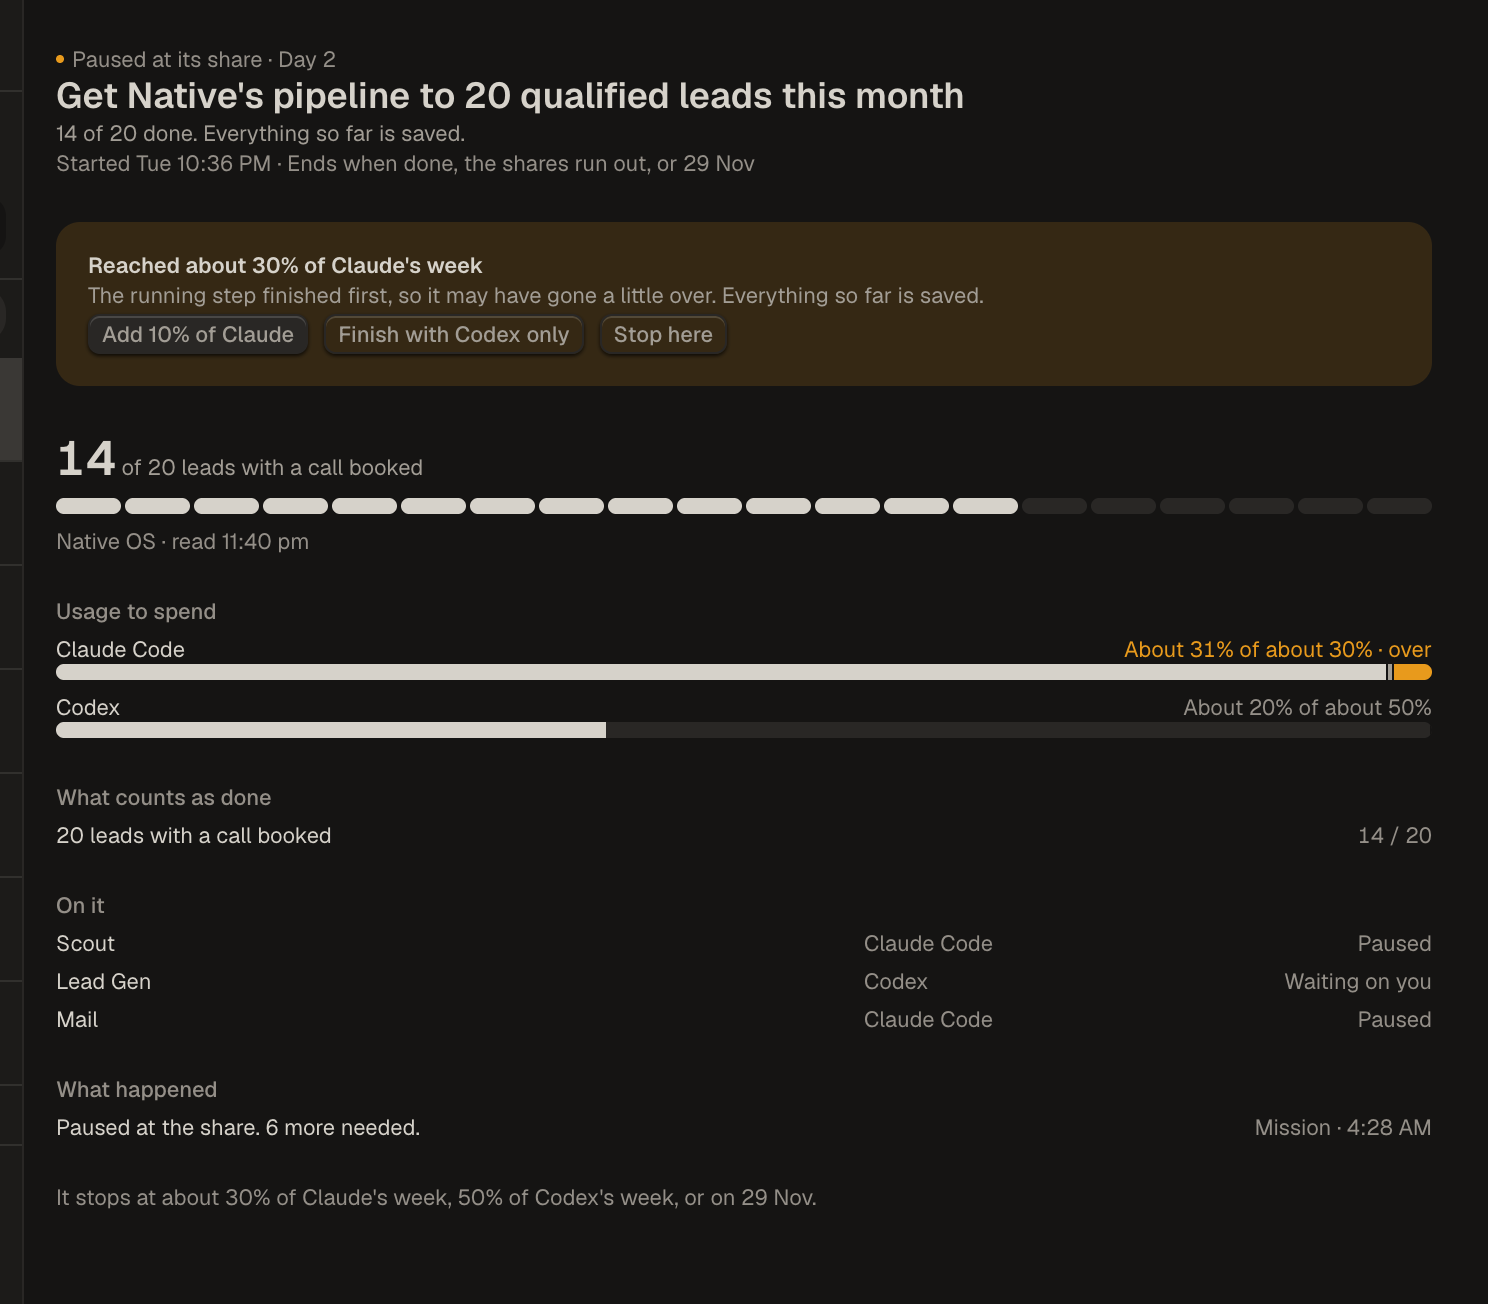 Paused at its share · Day 2
Get Native's pipeline to 20 qualified leads this month
14 of 20 done. Everything so far is saved.
Started Tue 10:36 PM · Ends when done, the shares run out, or 29 Nov
Reached about 30% of Claude's week
The running step finished first, so it may have gone a little over. Everything so far is saved.
Add 10% of Claude Finish with Codex only Stop here
14 of 20 leads with a call booked
Native OS · read 11:40 pm
Usage to spend
Claude Code About 31% of about 30% · over
Codex About 20% of about 50%
What counts as done
20 leads with a call booked 14 / 20
On it
Scout Claude Code Paused
Lead Gen Codex Waiting on you
Mail Claude Code Paused
What happened
Paused at the share. 6 more needed. Mission · 4:28 AM
It stops at about 30% of Claude's week, 50% of Codex's week, or on 29 Nov.